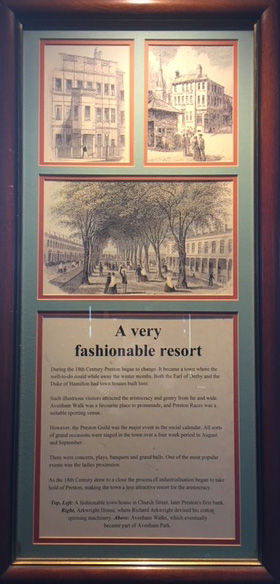 A very
fashionable resort
During the 18th Century Preston began to change. It became a town where the
well-to-do could while away the winter months. Both the Earl of Derby and the
Duke of Hamilton had town houses built here.
Such illustrious visitors attracted the aristocracy and gentry from far and wide.
Avenham Walk was a favourite place to promenade, and Preston Races was a
suitable sporting venue.
However, the Preston Guild was the major event in the social calendar. All sorts
of grand occasions were staged in the town over a four week period in August
and September.
There were concerts, plays, banquets and grand balls. One of the most popular
events was the ladies procession.
As the 18th Century drew to a close the process of industrialisation began to take
hold of Preston, making the town a less attractive resort for the aristocracy.
Top. Left: A fashionable town house in Church Street, later Preston's first bank.
Right. Arkwright House, where Richard Arkwright devised his cotton
spinning machinery. Above: Avenham Walks, which eventually
became part of Avenham Park.